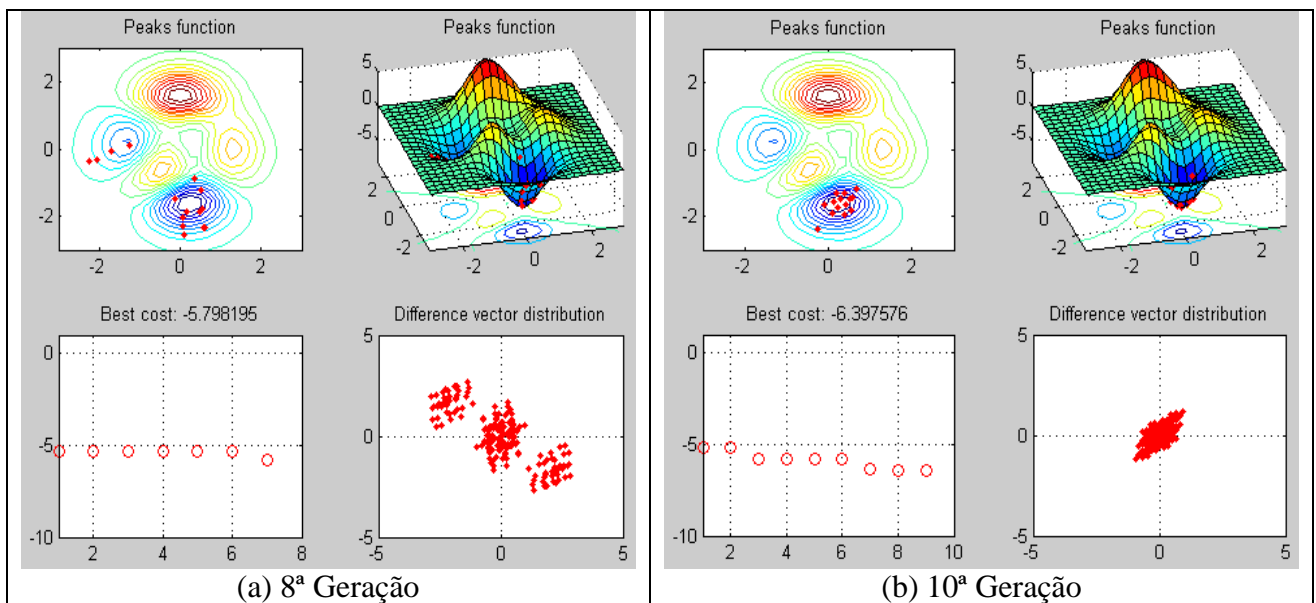 Peaks function
Peaks function
2
0
-2
-2 0 2
5
0
-5
2
0
-2
-2
0
2
Best cost: -5.798195
0
-5
-10
2 4 6 8
Difference vector distribution
5
0
-5
-5 0 5
(a) 8ª Geração
Peaks function
Peaks function
2
0
-2
-2 0 2
5
0
-5
2
0
-2
-2
0
2
Best cost: -6.397576
0
-5
-10
2 4 6 8 10
Difference vector distribution
5
0
-5
-5 0 5
(b) 10ª Geração